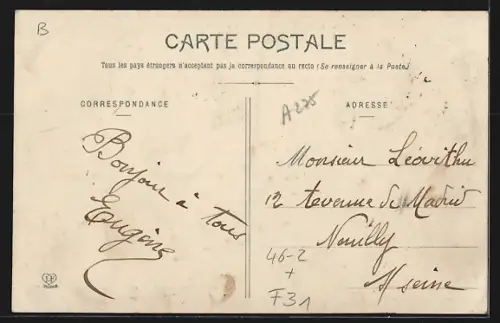 B
CARTE POSTALE
Tous les pays étrangers n'acceptant pas la correspondance au recto (Se renseigner à la Poste)
CORRESPONDANCE
Bonjour à tous
Eugène
ADRESSE
A275
Monsieur
12 avenue de Madrid
Neuilly
s/Seine
46-2
+
F31